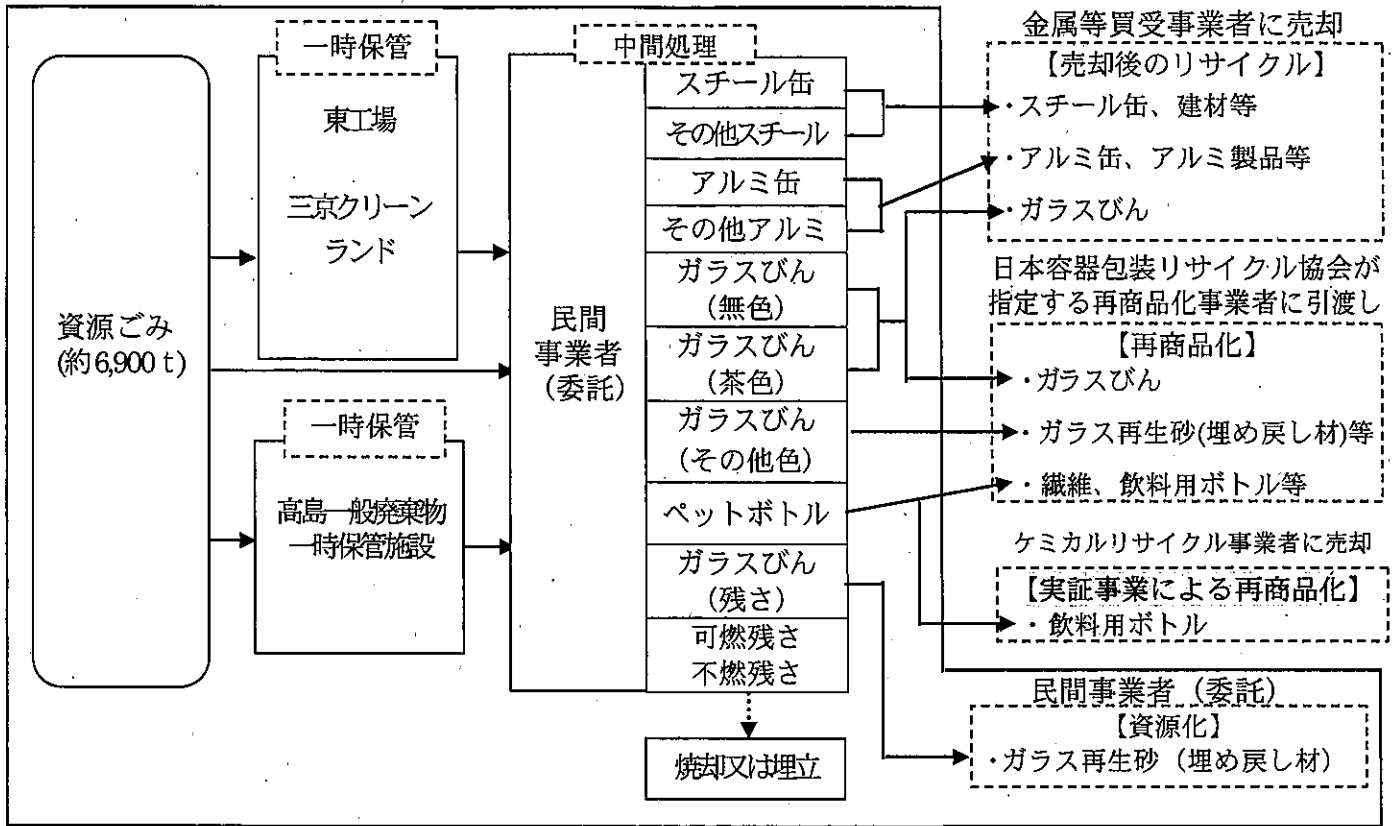 資源ごみ
(約6,900ｔ)
一時保管
東工場
三京クリーン
ランド
一時保管
高島一般廃棄物
一時保管施設
民間
事業者
(委託)
中間処理
スチール缶
その他スチール
アルミ缶
その他アルミ
ガラスびん
(無色)
ガラスびん
(茶色)
ガラスびん
(その他色)
ペットボトル
ガラスびん
(残さ)
可燃残さ
不燃残さ
焼却又は埋立
金属等買受事業者に売却
【売却後のリサイクル】
・スチール缶、建材等
・アルミ缶、アルミ製品等
・ガラスびん
日本容器包装リサイクル協会が
指定する再商品化事業者に引渡し
【再商品化】
・ガラスびん
・ガラス再生砂(埋め戻し材)等
・繊維、飲料用ボトル等
ケミカルリサイクル事業者に売却
【実証事業による再商品化】
・飲料用ボトル
民間事業者（委託）
【資源化】
・ガラス再生砂（埋め戻し材）